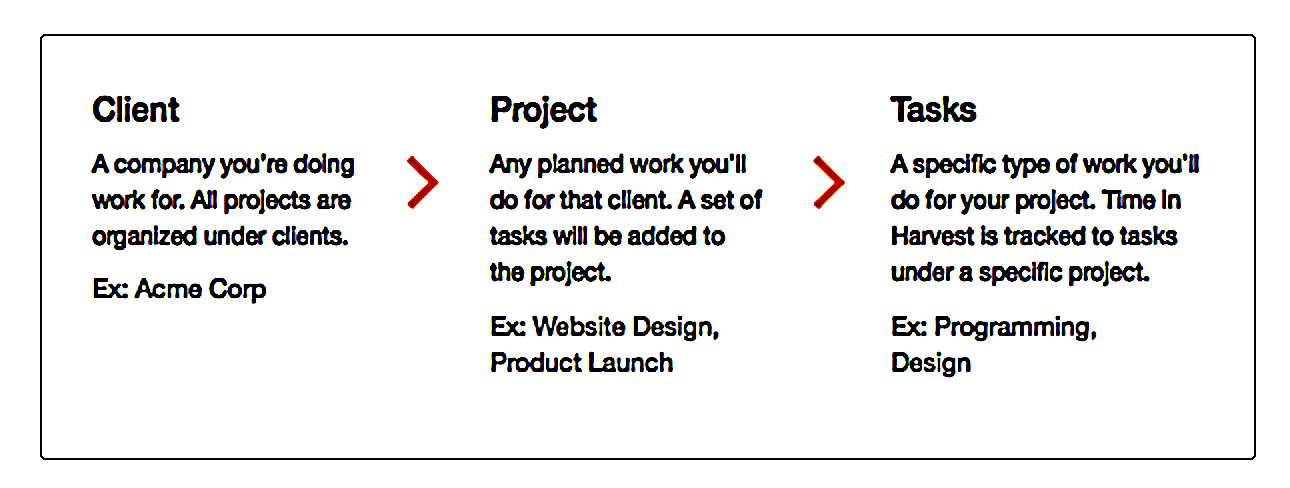 Client
A company you're doing
work for. All projects are
organized under clients.
Ex: Acme Corp
Project
Any planned work you'll
do for that client. A set of
tasks will be added to
the project.
Ex: Website Design,
Product Launch
Tasks
A specific type of work you'll
do for your project. Time in
Harvest is tracked to tasks
under a specific project.
Ex: Programming,
Design